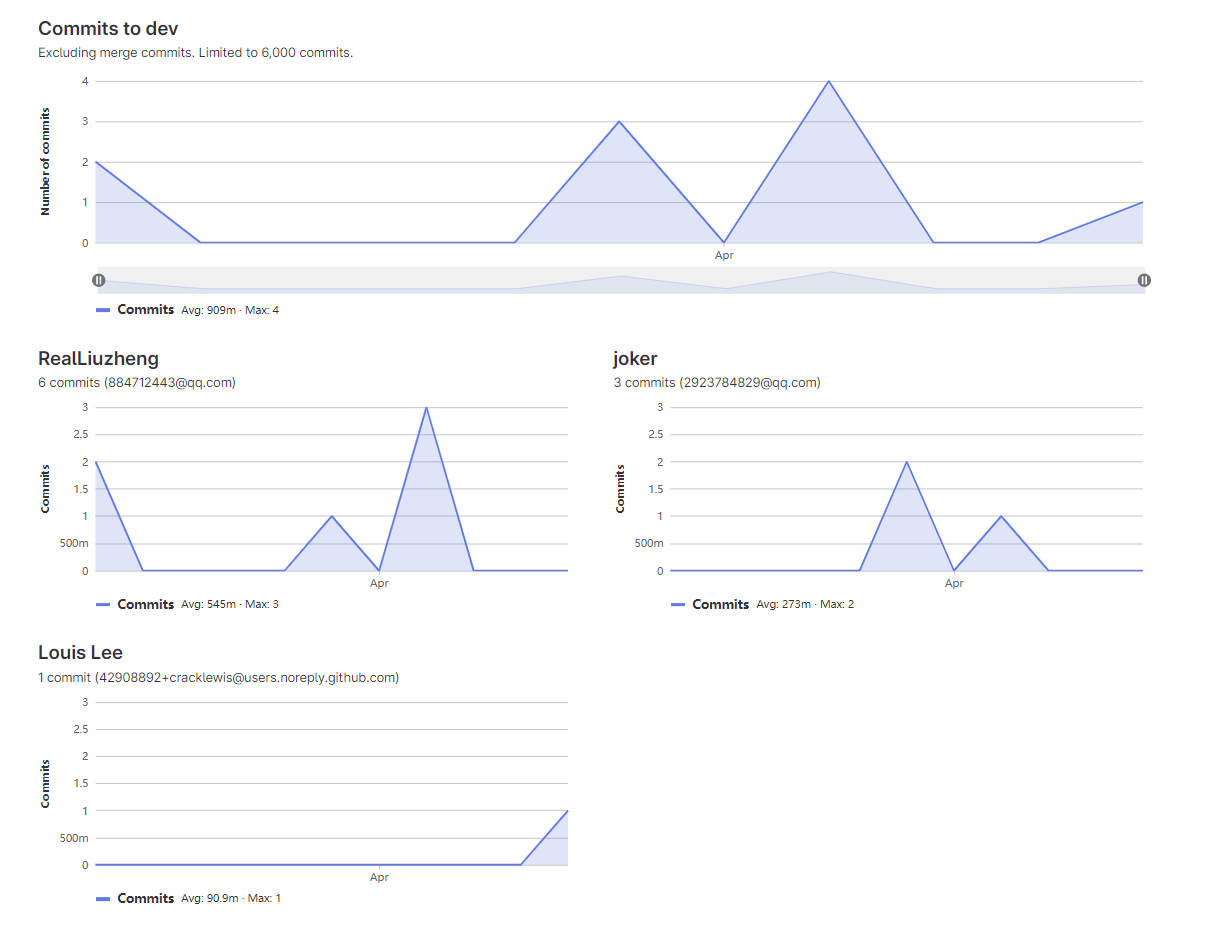 Commits to dev
Excluding merge commits. Limited to 6,000 commits.
Number of commits
4
3
2
1
0
Apr
Commits Avg: 909m · Max: 4
RealLiuzheng
6 commits (884712443@qq.com)
Commits
3
2.5
2
1.5
1
500m
0
Apr
Commits Avg: 545m · Max: 3
joker
3 commits (2923784829@qq.com)
Commits
3
2.5
2
1.5
1
500m
0
Apr
Commits Avg: 273m · Max: 2
Louis Lee
1 commit (42908892+cracklewis@users.noreply.github.com)
Commits
3
2.5
2
1.5
1
500m
0
Apr
Commits Avg: 90.9m · Max: 1